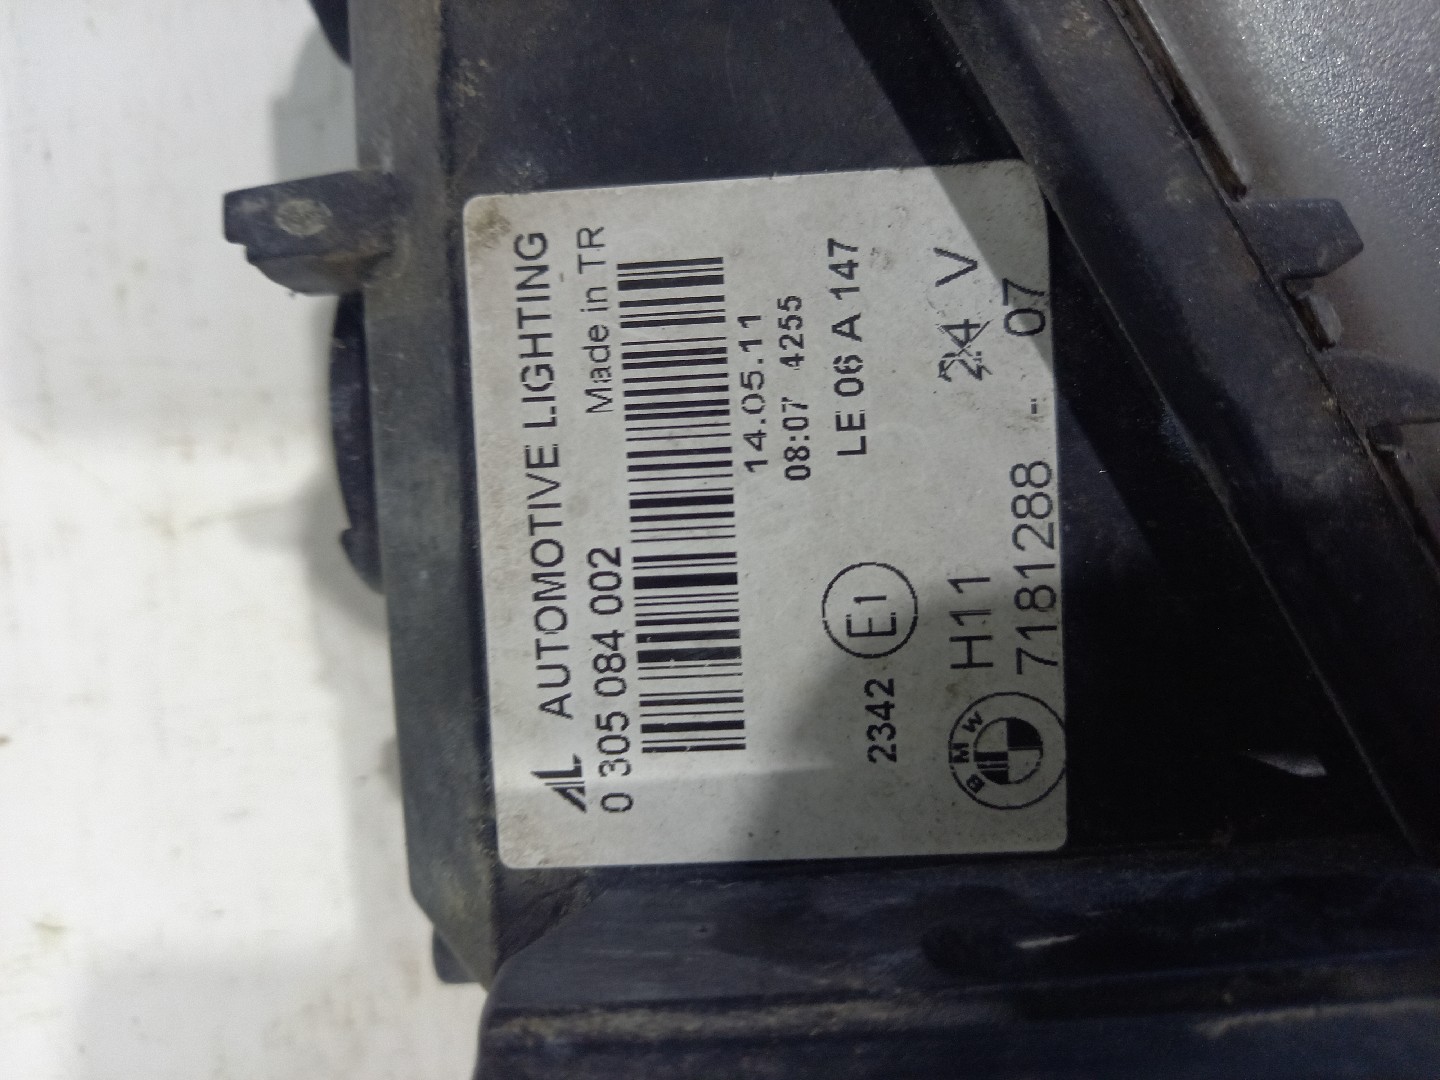 AL AUTOMOTIVE LIGHTING
0 305 084 002 Made in TR
14.05.11
08:07 4255
2342 E1 LE 06 A 147
BMW
H11 24 V
7181288 - 07